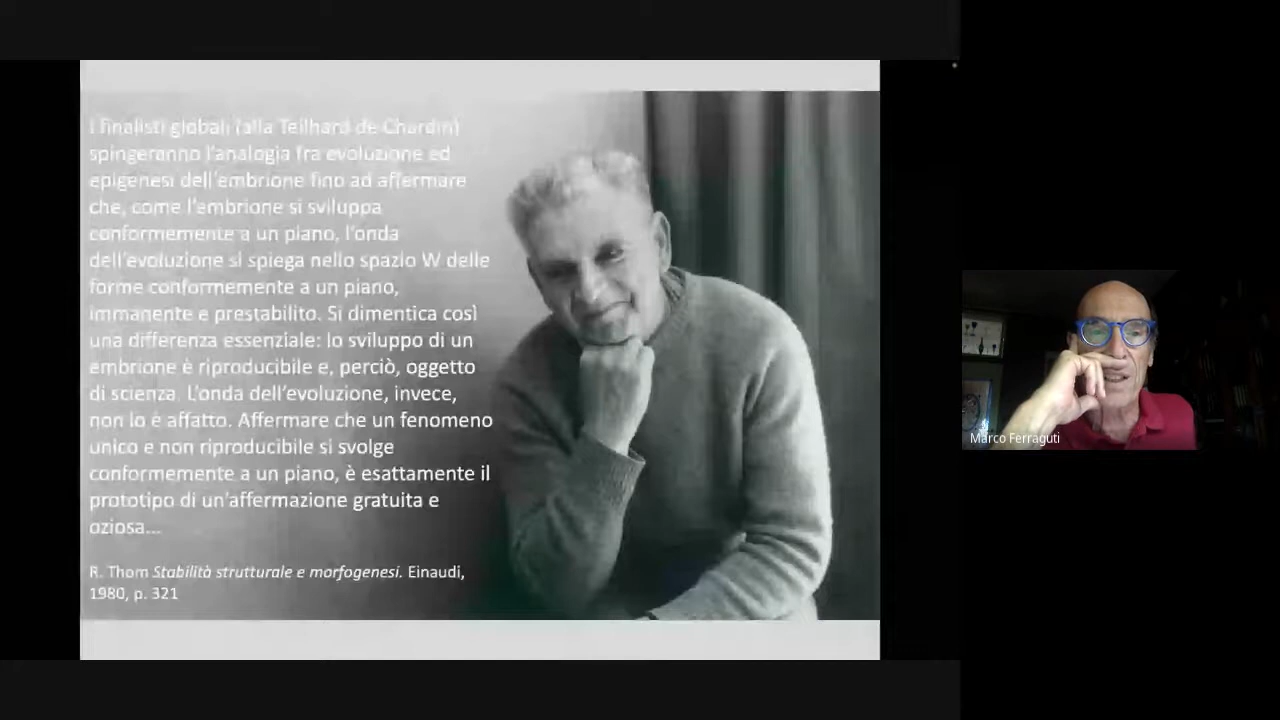 I finalisti globali (alla Teilhard de Chardin)
spingeranno l'analogia fra evoluzione ed
epigenesi dell'embrione fino ad affermare
che, come l'embrione si sviluppa
conformemente a un piano, l'onda
dell'evoluzione si spiega nello spazio W delle
forme conformemente a un piano,
immanente e prestabilito. Si dimentica così
una differenza essenziale: lo sviluppo di un
embrione è riproducibile e, perciò, oggetto
di scienza. L'onda dell'evoluzione, invece,
non lo è affatto. Affermare che un fenomeno
unico e non riproducibile si svolge
conformemente a un piano, è esattamente il
prototipo di un'affermazione gratuita e
oziosa...
R. Thom Stabilità strutturale e morfogenesi. Einaudi,
1980, p. 321
Marco Ferraguti